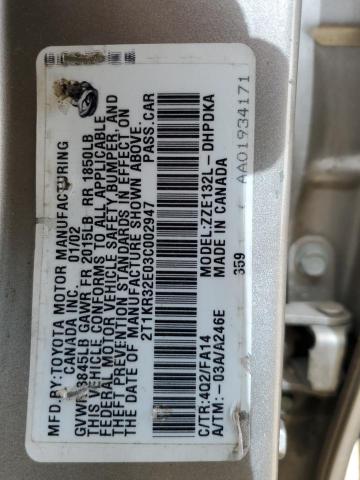 MFD.BY:TOYOTA MOTOR MANUFACTURING
CANADA INC. 01/02
GVWR 3845LB GAWR FR 2015LB RR 1850LB
THIS VEHICLE CONFORMS TO ALL APPLICABLE
FEDERAL MOTOR VEHICLE SAFETY, BUMPER, AND
THEFT PREVENTION STANDARDS IN EFFECT ON
THE DATE OF MANUFACTURE SHOWN ABOVE.
2T1KR32E03C002947 PASS.CAR
C/TR:4Q2/FA14 MODEL:ZZE132L-DHPDKA
A/TM:-03A/A246E MADE IN CANADA
359 AA01934171